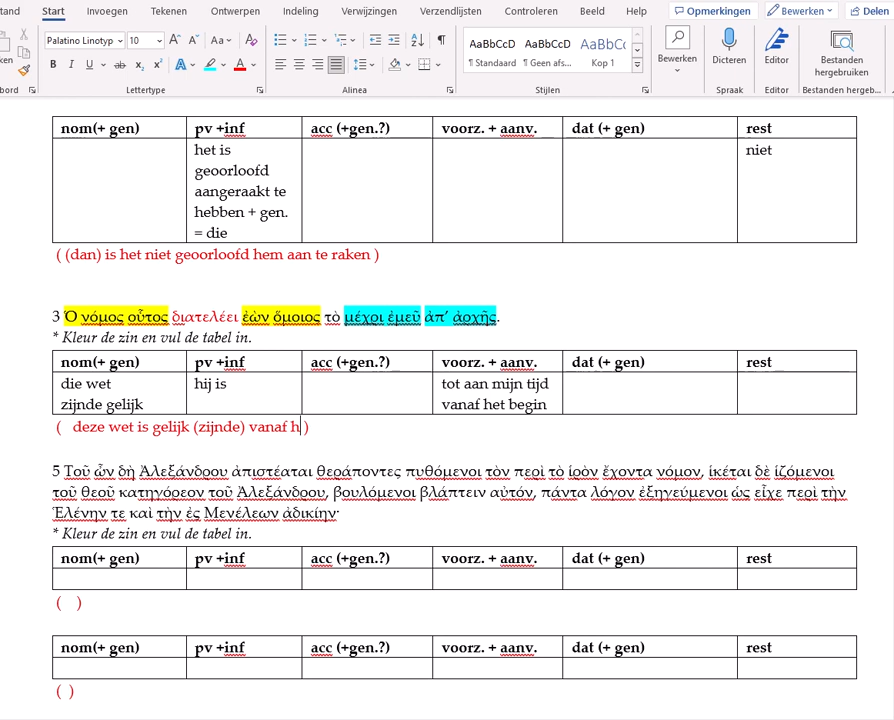 tand Start Invoegen Tekenen Ontwerpen Indeling Verwijzingen Verzendlijsten Controleren Beeld Help Opmerkingen Bewerken Delen
Palatino Linotyp 10 A A Aa A
ken B I U ab x₂ x² A A
AaBbCcD AaBbCcD AaBbCc
¶ Standaard ¶ Geen afs... Kop 1
Bewerken Dicteren Editor Bestanden hergebruiken
bord Lettertype Alinea Stijlen Spraak Editor Bestanden hergeb...
nom(+ gen) pv +inf acc (+gen.?) voorz. + aanv. dat (+ gen) rest
het is niet
geoorloofd
aangeraakt te
hebben + gen.
= die
( (dan) is het niet geoorloofd hem aan te raken )
3 Ὁ νόμος οὗτος διατελέει ἐὼν ὅμοιος τὸ μέχρι ἐμεῦ ἀπ’ ἀρχῆς.
* Kleur de zin en vul de tabel in.
nom(+ gen) pv +inf acc (+gen.?) voorz. + aanv. dat (+ gen) rest
die wet hij is tot aan mijn tijd
zijnde gelijk vanaf het begin
( deze wet is gelijk (zijnde) vanaf h )
5 Τοῦ ὦν δὴ Ἀλεξάνδρου ἀπιστέαται θεράποντες πυθόμενοι τὸν περὶ τὸ ἱρὸν ἔχοντα νόμον, ἱκέται δὲ ἱζόμενοι
τοῦ θεοῦ κατηγόρεον τοῦ Ἀλεξάνδρου, βουλόμενοι βλάπτειν αὐτόν, πάντα λόγον ἐξηγεύμενοι ὡς εἶχε περὶ τὴν
Ἑλένην τε καὶ τὴν ἐς Μενέλεων ἀδικίην·
* Kleur de zin en vul de tabel in.
nom(+ gen) pv +inf acc (+gen.?) voorz. + aanv. dat (+ gen) rest
( )
nom(+ gen) pv +inf acc (+gen.?) voorz. + aanv. dat (+ gen) rest
( )